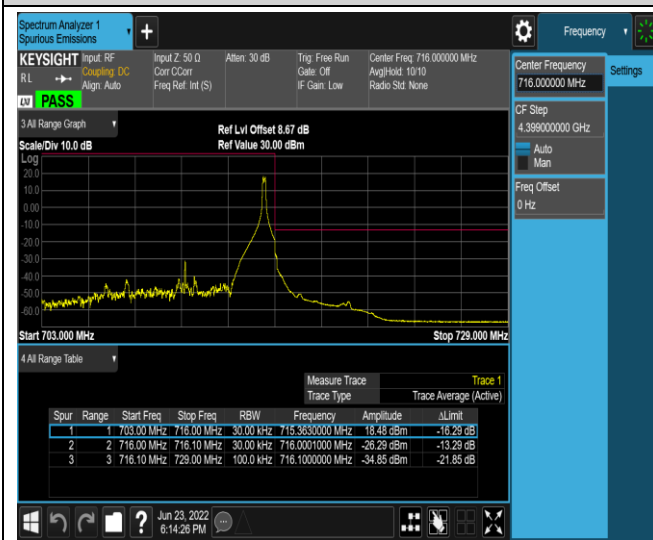 Spectrum Analyzer 1
Spurious Emissions
Frequency
KEYSIGHT
Input: RF
Coupling: DC
Align: Auto
Input Z: 50 Ω
Corr CCorr
Freq Ref: Int (S)
Atten: 30 dB
Trig: Free Run
Gate: Off
IF Gain: Low
Center Freq: 716.000000 MHz
Avg|Hold: 10/10
Radio Std: None
RL
LXI PASS
Center Frequency
716.000000 MHz
Settings
CF Step
4.399000000 GHz
Auto
Man
Freq Offset
0 Hz
3 All Range Graph
Scale/Div 10.0 dB
Ref Lvl Offset 8.67 dB
Ref Value 30.00 dBm
Log
20.0
10.0
0.00
-10.0
-20.0
-30.0
-40.0
-50.0
-60.0
Start 703.000 MHz
Stop 729.000 MHz
4 All Range Table
Measure Trace Trace 1
Trace Type Trace Average (Active)
Spur Range Start Freq Stop Freq RBW Frequency Amplitude ΔLimit
1 1 703.00 MHz 716.00 MHz 30.00 kHz 715.3630000 MHz 18.48 dBm -16.29 dB
2 2 716.00 MHz 716.10 MHz 30.00 kHz 716.0001000 MHz -26.29 dBm -13.29 dB
3 3 716.10 MHz 729.00 MHz 100.0 kHz 716.1000000 MHz -34.85 dBm -21.85 dB
Jun 23, 2022
6:14:26 PM